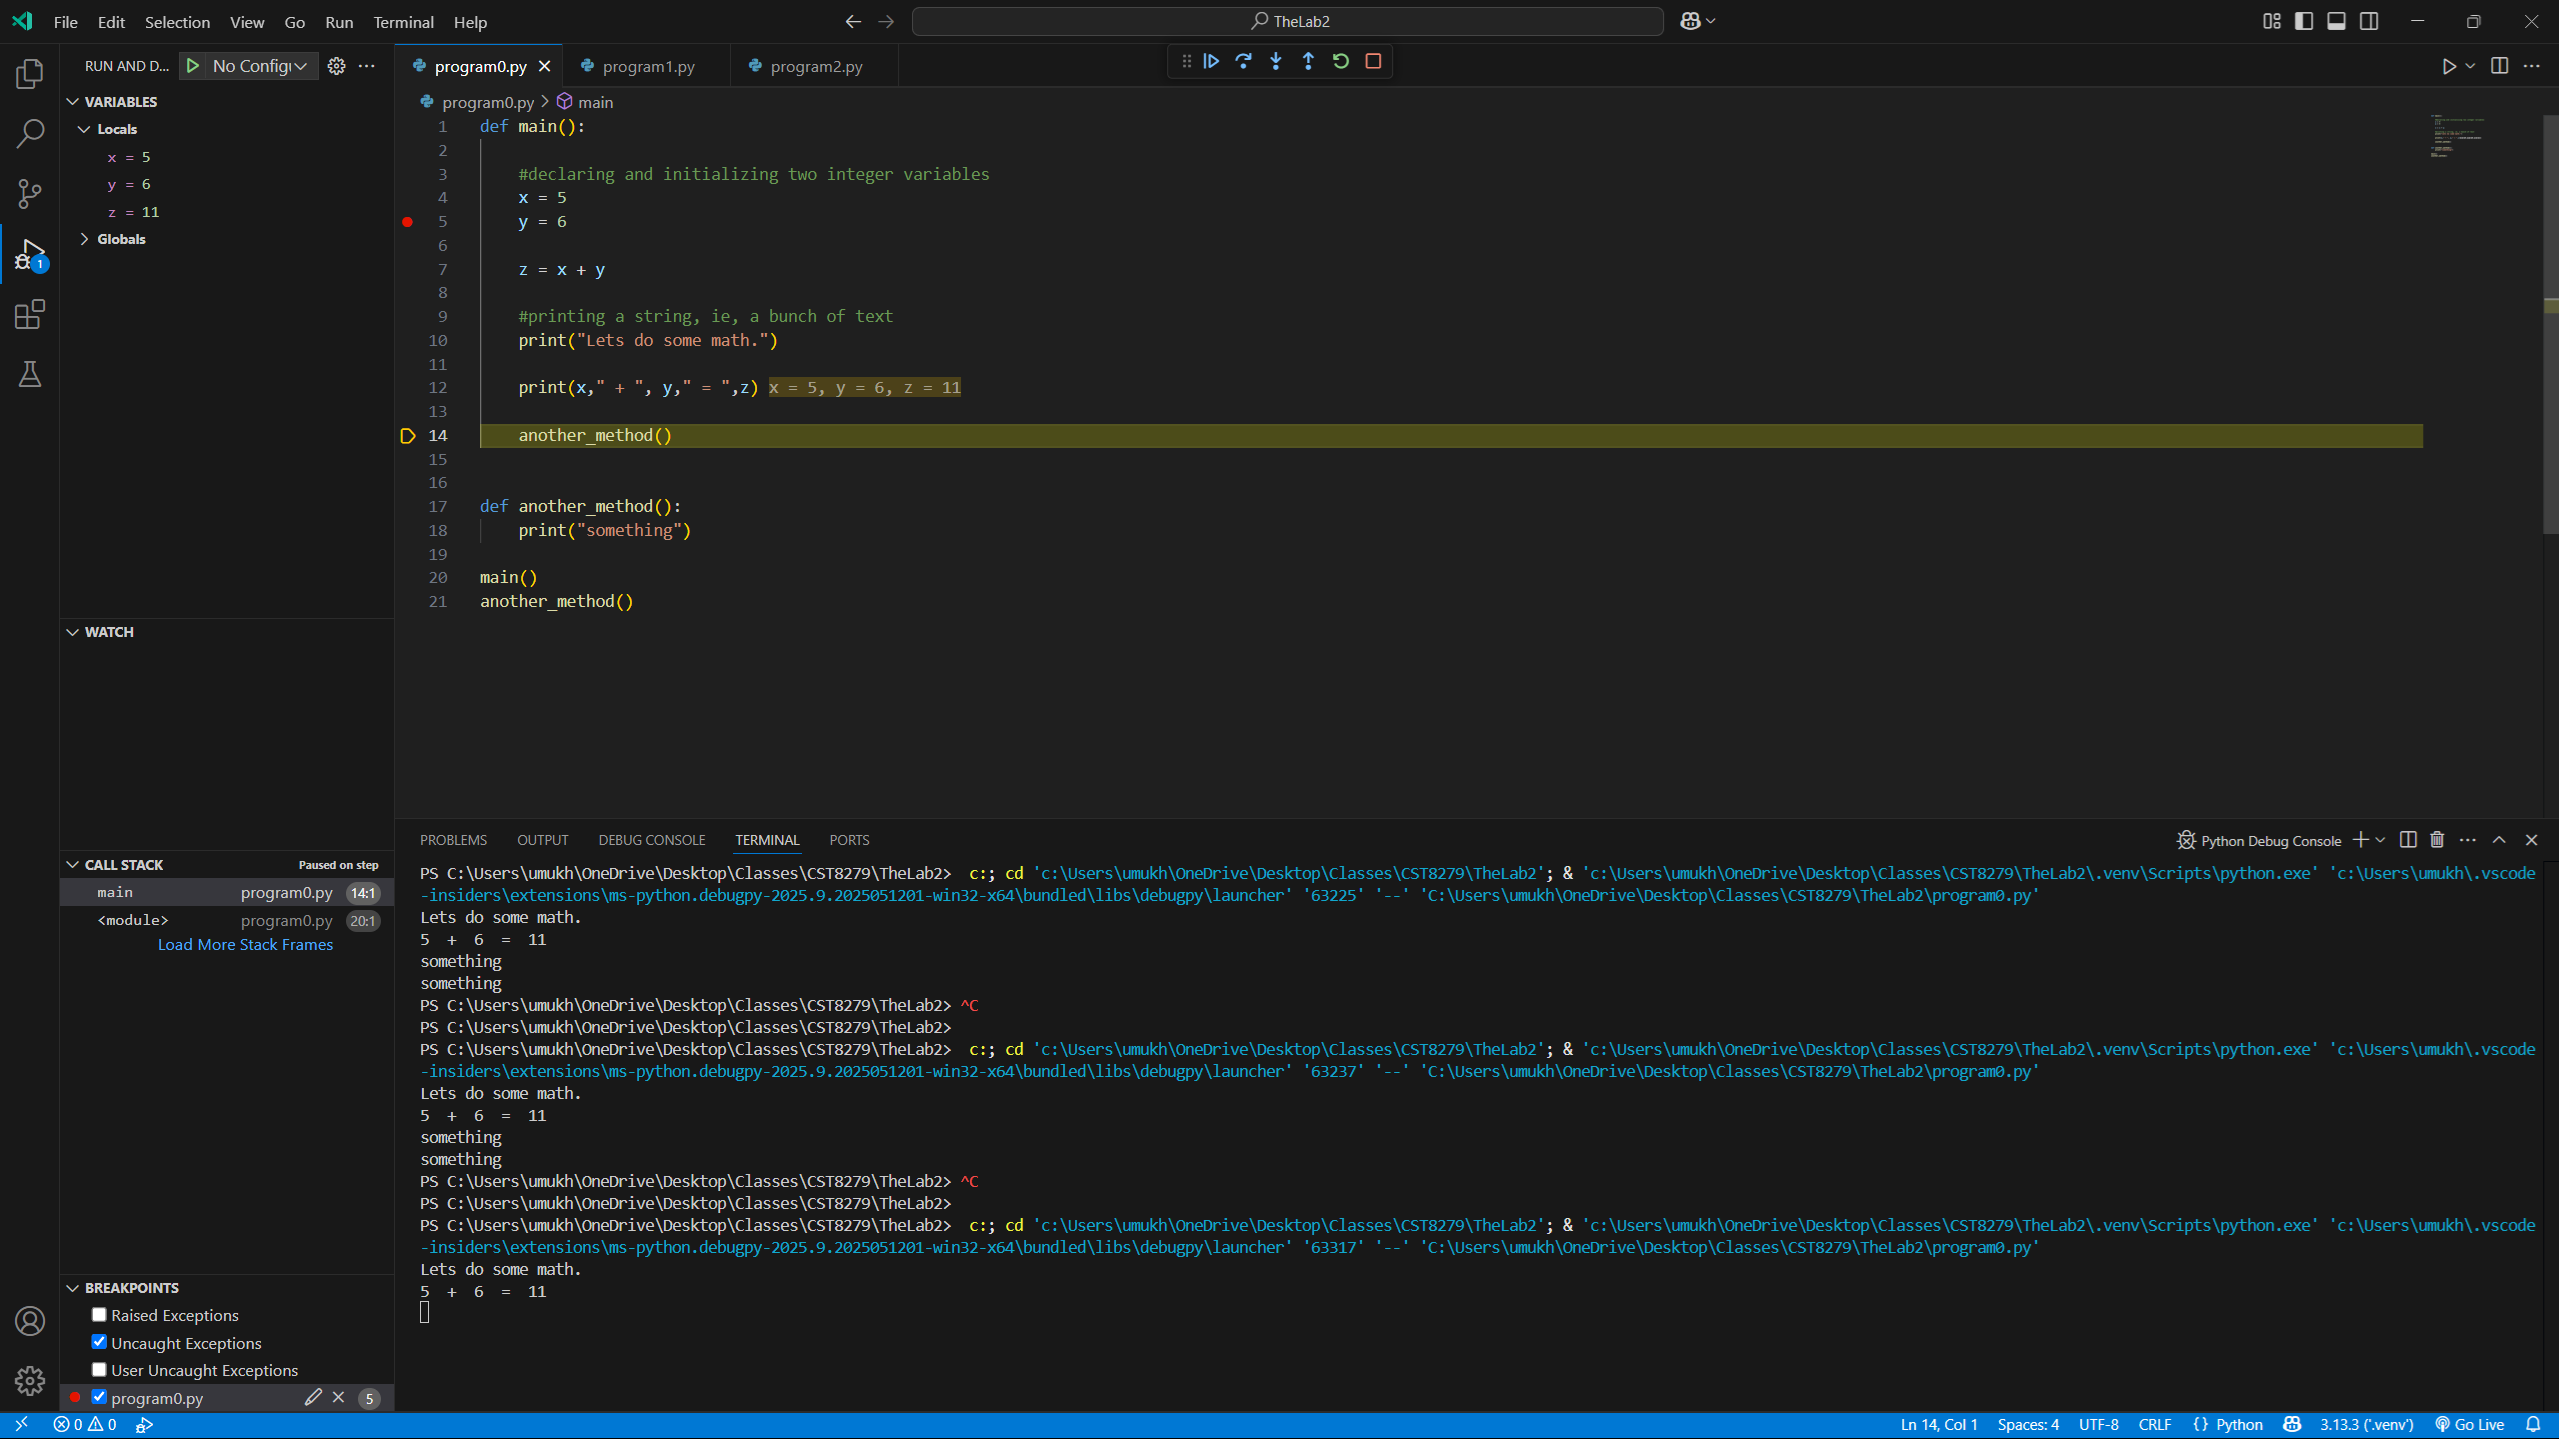 File Edit Selection View Go Run Terminal Help
TheLab2
RUN AND D... No Config
program0.py program1.py program2.py
VARIABLES
Locals
x = 5
y = 6
z = 11
Globals
1
WATCH
CALL STACK Paused on step
main program0.py 14:1
<module> program0.py 20:1
Load More Stack Frames
BREAKPOINTS
Raised Exceptions
Uncaught Exceptions
User Uncaught Exceptions
program0.py 5
program0.py > main
1 def main():
2
3 #declaring and initializing two integer variables
4 x = 5
5 y = 6
6
7 z = x + y
8
9 #printing a string, ie, a bunch of text
10 print("Lets do some math.")
11
12 print(x," + ", y," = ",z) x = 5, y = 6, z = 11
13
14 another_method()
15
16
17 def another_method():
18 print("something")
19
20 main()
21 another_method()
PROBLEMS OUTPUT DEBUG CONSOLE TERMINAL PORTS
Python Debug Console
PS C:\Users\umukh\OneDrive\Desktop\Classes\CST8279\TheLab2> c:; cd 'c:\Users\umukh\OneDrive\Desktop\Classes\CST8279\TheLab2'; & 'c:\Users\umukh\OneDrive\Desktop\Classes\CST8279\TheLab2\.venv\Scripts\python.exe' 'c:\Users\umukh\.vscode
-insiders\extensions\ms-python.debugpy-2025.9.2025051201-win32-x64\bundled\libs\debugpy\launcher' '63225' '--' 'C:\Users\umukh\OneDrive\Desktop\Classes\CST8279\TheLab2\program0.py'
Lets do some math.
5 + 6 = 11
something
something
PS C:\Users\umukh\OneDrive\Desktop\Classes\CST8279\TheLab2> ^C
PS C:\Users\umukh\OneDrive\Desktop\Classes\CST8279\TheLab2>
PS C:\Users\umukh\OneDrive\Desktop\Classes\CST8279\TheLab2> c:; cd 'c:\Users\umukh\OneDrive\Desktop\Classes\CST8279\TheLab2'; & 'c:\Users\umukh\OneDrive\Desktop\Classes\CST8279\TheLab2\.venv\Scripts\python.exe' 'c:\Users\umukh\.vscode
-insiders\extensions\ms-python.debugpy-2025.9.2025051201-win32-x64\bundled\libs\debugpy\launcher' '63237' '--' 'C:\Users\umukh\OneDrive\Desktop\Classes\CST8279\TheLab2\program0.py'
Lets do some math.
5 + 6 = 11
something
something
PS C:\Users\umukh\OneDrive\Desktop\Classes\CST8279\TheLab2> ^C
PS C:\Users\umukh\OneDrive\Desktop\Classes\CST8279\TheLab2>
PS C:\Users\umukh\OneDrive\Desktop\Classes\CST8279\TheLab2> c:; cd 'c:\Users\umukh\OneDrive\Desktop\Classes\CST8279\TheLab2'; & 'c:\Users\umukh\OneDrive\Desktop\Classes\CST8279\TheLab2\.venv\Scripts\python.exe' 'c:\Users\umukh\.vscode
-insiders\extensions\ms-python.debugpy-2025.9.2025051201-win32-x64\bundled\libs\debugpy\launcher' '63317' '--' 'C:\Users\umukh\OneDrive\Desktop\Classes\CST8279\TheLab2\program0.py'
Lets do some math.
5 + 6 = 11
0 0 Ln 14, Col 1 Spaces: 4 UTF-8 CRLF {} Python 3.13.3 ('.venv') Go Live